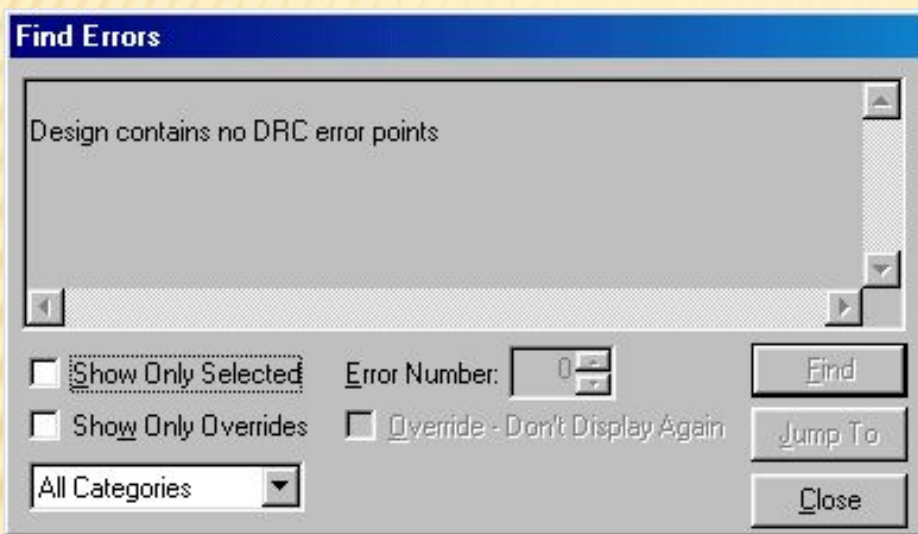 Find Errors
Design contains no DRC error points
Show Only Selected
Error Number: 0
Find
Show Only Overrides
Override - Don't Display Again
Jump To
All Categories
Close